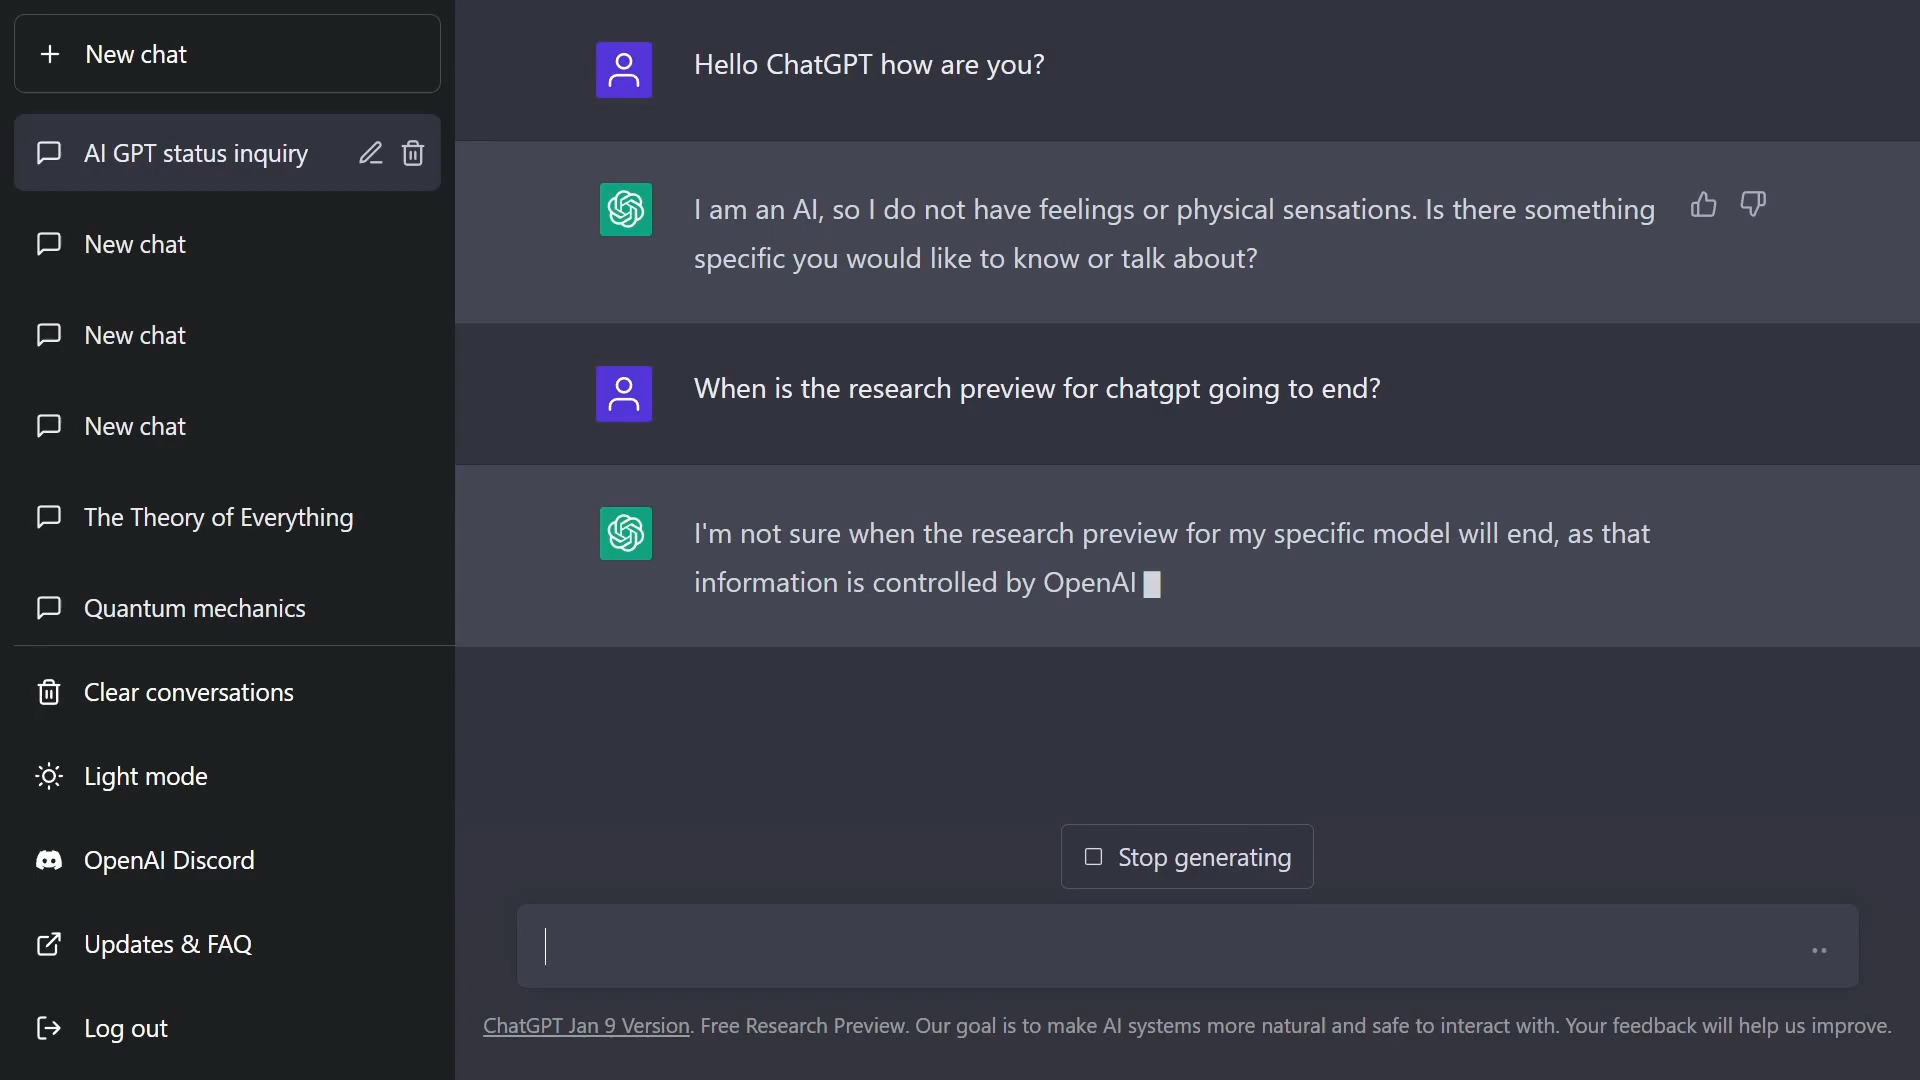 New chat
AI GPT status inquiry
New chat
New chat
New chat
The Theory of Everything
Quantum mechanics
Clear conversations
Light mode
OpenAI Discord
Updates & FAQ
Log out
Hello ChatGPT how are you?
I am an AI, so I do not have feelings or physical sensations. Is there something
specific you would like to know or talk about?
When is the research preview for chatgpt going to end?
I'm not sure when the research preview for my specific model will end, as that
information is controlled by OpenAI
Stop generating
ChatGPT Jan 9 Version. Free Research Preview. Our goal is to make AI systems more natural and safe to interact with. Your feedback will help us improve.